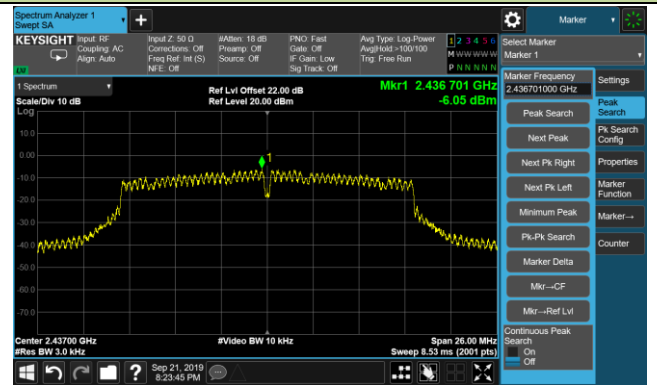 Spectrum Analyzer 1
Swept SA
+
Marker
KEYSIGHT
Input: RF
Coupling: AC
Align: Auto
Input Z: 50 Ω
Corrections: Off
Freq Ref: Int (S)
NFE: Off
#Atten: 18 dB
Preamp: Off
Source: Off
PNO: Fast
Gate: Off
IF Gain: Low
Sig Track: Off
Avg Type: Log-Power
Avg|Hold:>100/100
Trig: Free Run
1 2 3 4 5 6
M W W W W W
P N N N N N
LXI
Select Marker
Marker 1
1 Spectrum
Scale/Div 10 dB
Log
Ref Lvl Offset 22.00 dB
Ref Level 20.00 dBm
Mkr1 2.436 701 GHz
-6.05 dBm
10.0
0.00
-10.0
-20.0
-30.0
-40.0
-50.0
-60.0
-70.0
1
Center 2.43700 GHz
#Res BW 3.0 kHz
#Video BW 10 kHz
Span 26.00 MHz
Sweep 8.53 ms (2001 pts)
Marker Frequency
2.436701000 GHz
Peak Search
Next Peak
Next Pk Right
Next Pk Left
Minimum Peak
Pk-Pk Search
Marker Delta
Mkr→CF
Mkr→Ref Lvl
Continuous Peak
Search
On
Off
Settings
Peak
Search
Pk Search
Config
Properties
Marker
Function
Marker→
Counter
?
Sep 21, 2019
8:23:45 PM